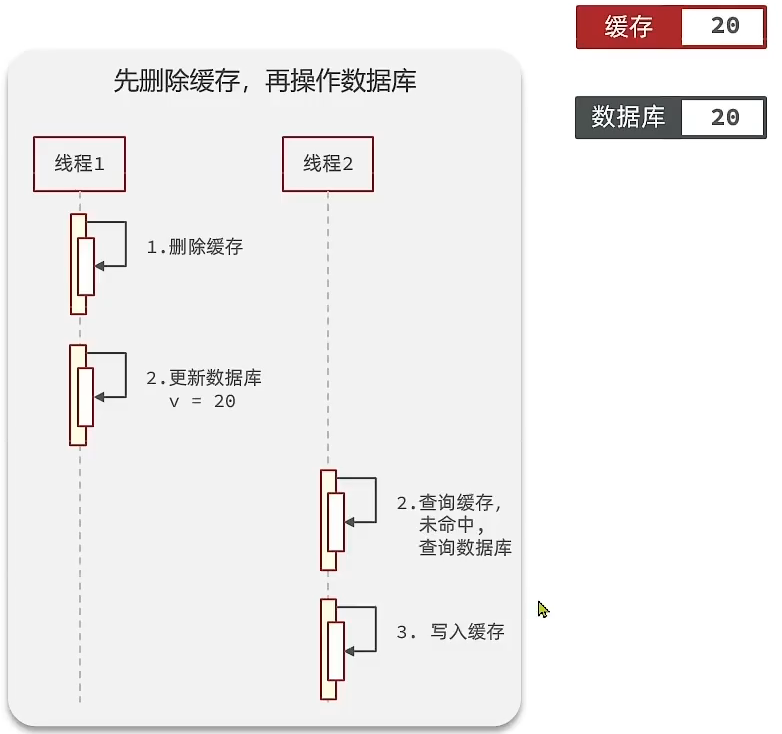 缓存 20
先删除缓存，再操作数据库
数据库 20
线程1
线程2
1.删除缓存
2.更新数据库
v = 20
2.查询缓存，
未命中，
查询数据库
3. 写入缓存